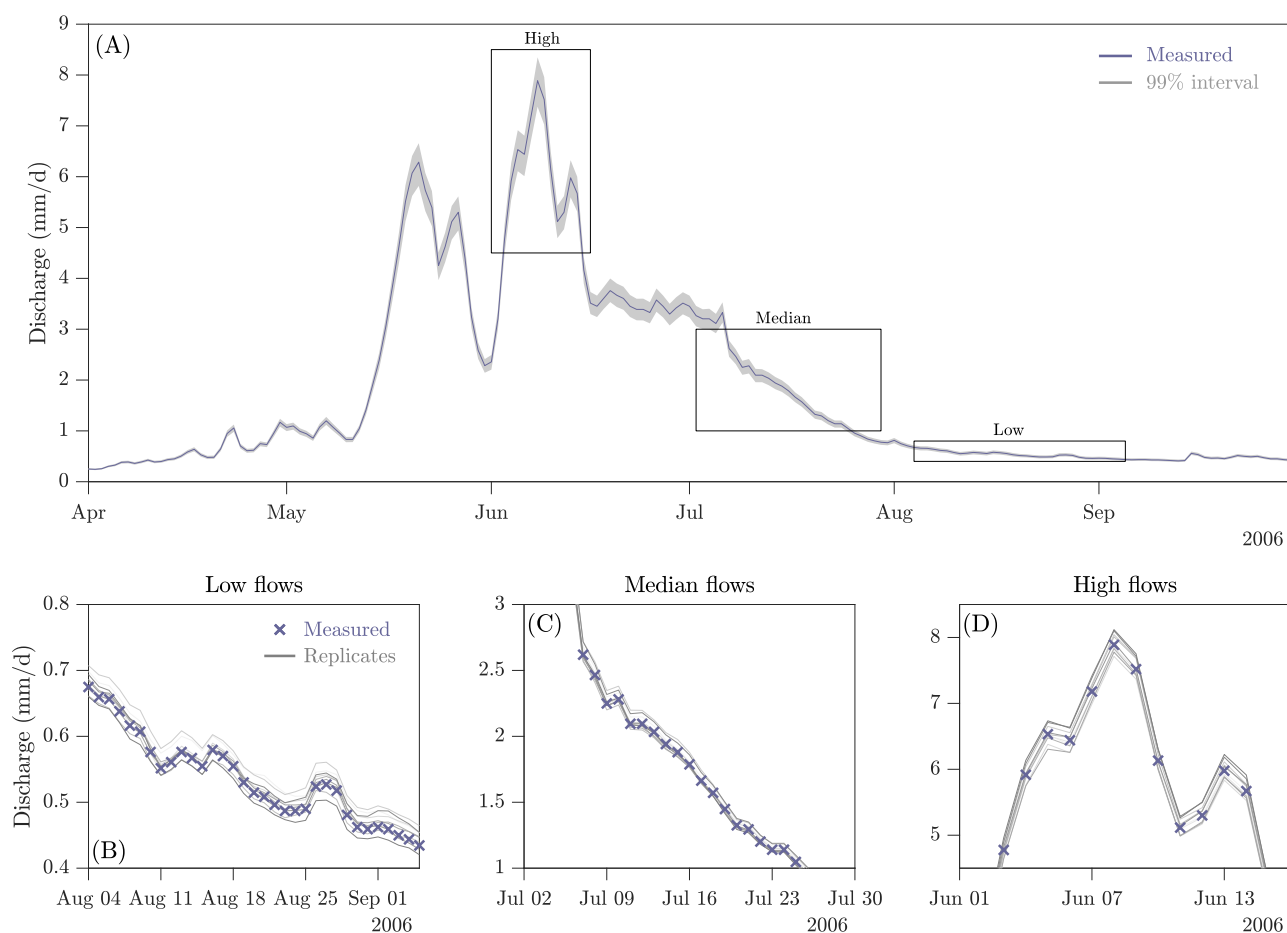 (A)
High
Measured
99% interval
Median
Low
Discharge (mm/d)
9
8
7
6
5
4
3
2
1
0
Apr May Jun Jul Aug Sep
2006
Low flows
Measured
Replicates
(B)
Discharge (mm/d)
0.8
0.7
0.6
0.5
0.4
Aug 04 Aug 11 Aug 18 Aug 25 Sep 01
2006
Median flows
(C)
3
2.5
2
1.5
1
Jul 02 Jul 09 Jul 16 Jul 23 Jul 30
2006
High flows
(D)
8
7
6
5
Jun 01 Jun 07 Jun 13
2006